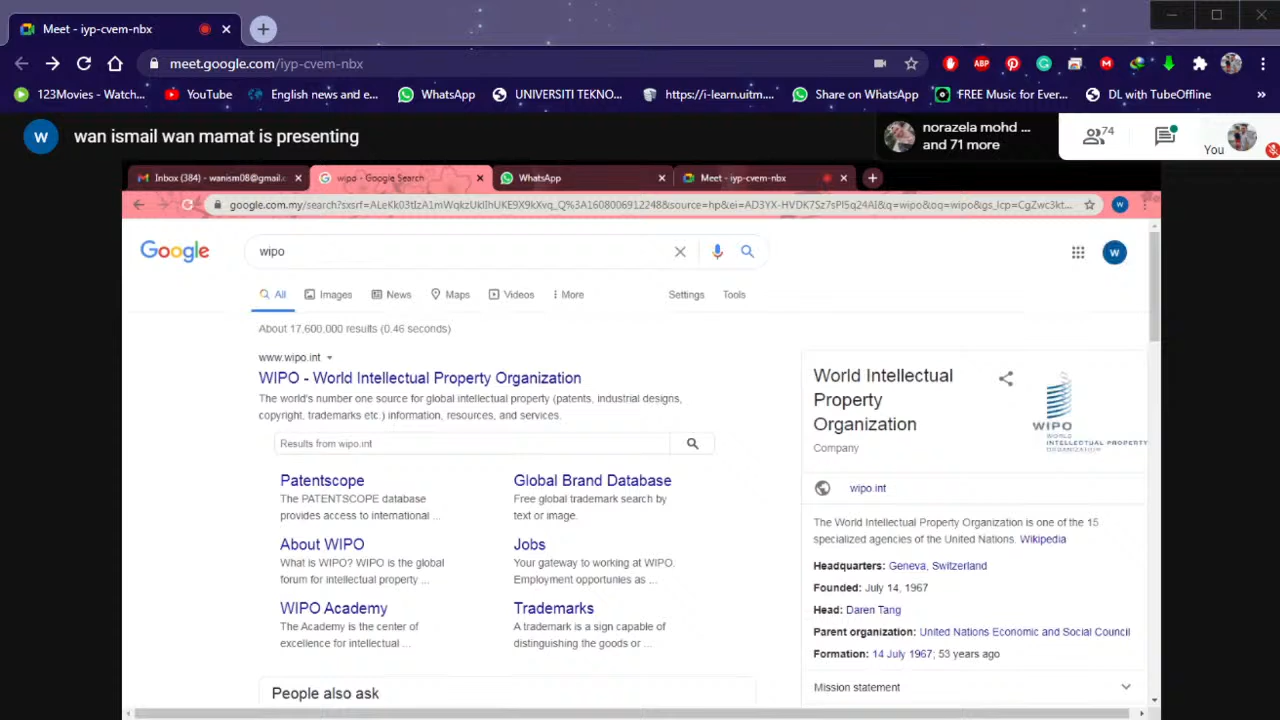 Meet - iyp-cvem-nbx
meet.google.com/iyp-cvem-nbx
ABP
123Movies - Watch...
YouTube
English news and e...
WhatsApp
UNIVERSITI TEKNO...
https://i-learn.uitm....
Share on WhatsApp
FREE Music for Ever...
DL with TubeOffline
»
W
wan ismail wan mamat is presenting
norazela mohd ...
and 71 more
74
You
Inbox (384) - wanism08@gmail.c
wipo - Google Search
WhatsApp
Meet - iyp-cvem-nbx
W
Google
wipo
W
All
Images
News
Maps
Videos
More
Settings
Tools
About 17,600,000 results (0.46 seconds)
www.wipo.int
WIPO - World Intellectual Property Organization
The world's number one source for global intellectual property (patents, industrial designs,
copyright, trademarks etc.) information, resources, and services.
Results from wipo.int
Patentscope
The PATENTSCOPE database
provides access to international ...
Global Brand Database
Free global trademark search by
text or image.
About WIPO
What is WIPO? WIPO is the global
forum for intellectual property ...
Jobs
Your gateway to working at WIPO.
Employment opportunies as ...
WIPO Academy
The Academy is the center of
excellence for intellectual ...
Trademarks
A trademark is a sign capable of
distinguishing the goods or ...
People also ask
World Intellectual
Property
Organization
Company
WIPO
WORLD
INTELLECTUAL PROPERTY
ORGANIZATION
wipo.int
The World Intellectual Property Organization is one of the 15
specialized agencies of the United Nations. Wikipedia
Headquarters: Geneva, Switzerland
Founded: July 14, 1967
Head: Daren Tang
Parent organization: United Nations Economic and Social Council
Formation: 14 July 1967; 53 years ago
Mission statement